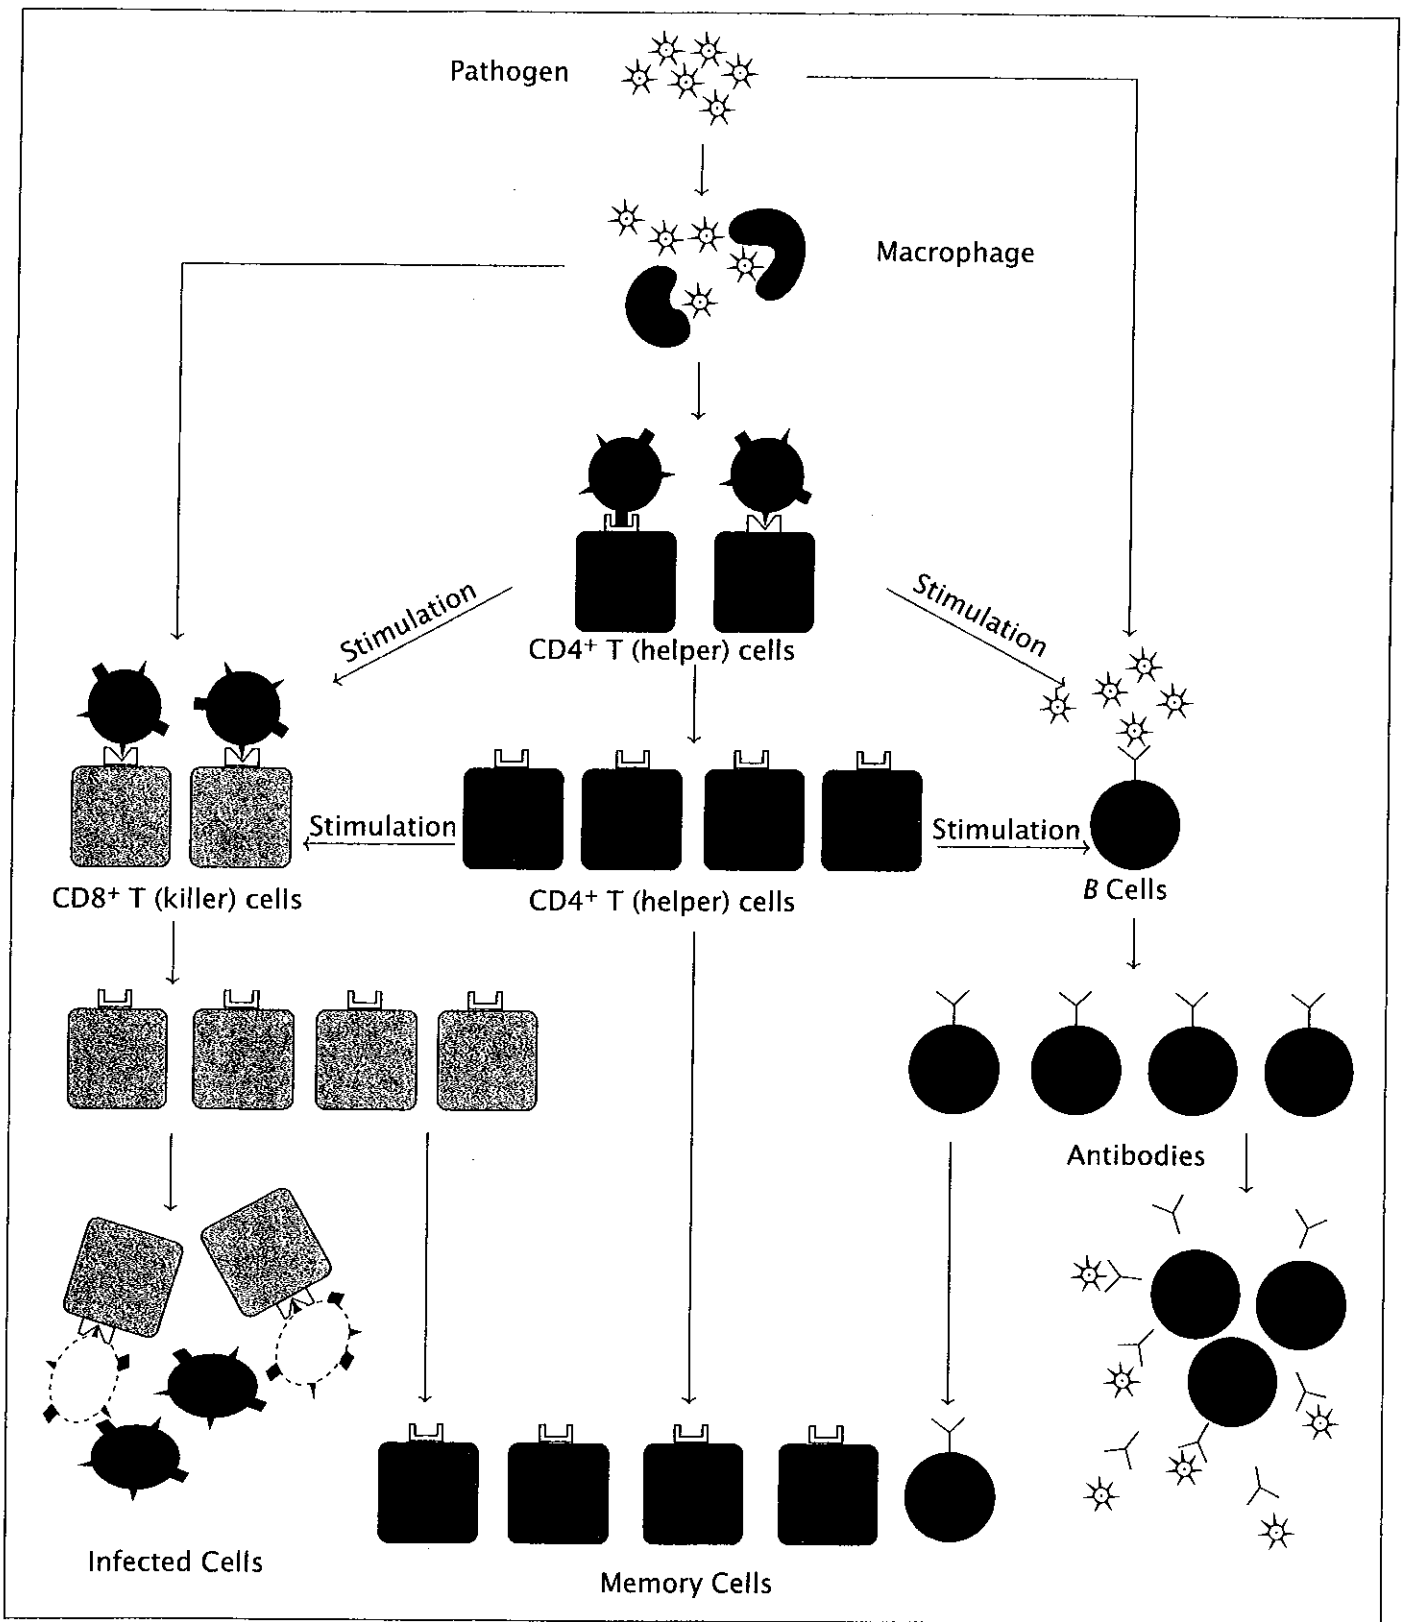 Pathogen
Macrophage
Stimulation
Stimulation
CD4+ T (helper) cells
Stimulation
Stimulation
CD8+ T (killer) cells
CD4+ T (helper) cells
B Cells
Antibodies
Infected Cells
Memory Cells